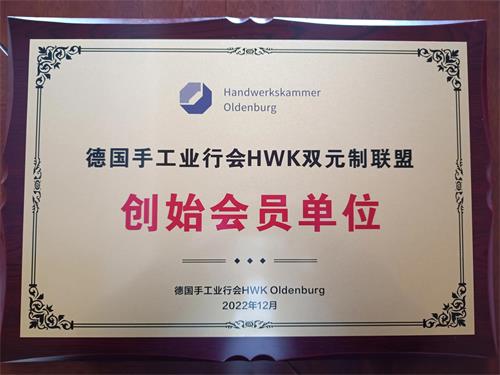 Handwerkskammer
Oldenburg
德国手工业行会HWK双元制联盟
创始会员单位
德国手工业行会HWK Oldenburg
2022年12月